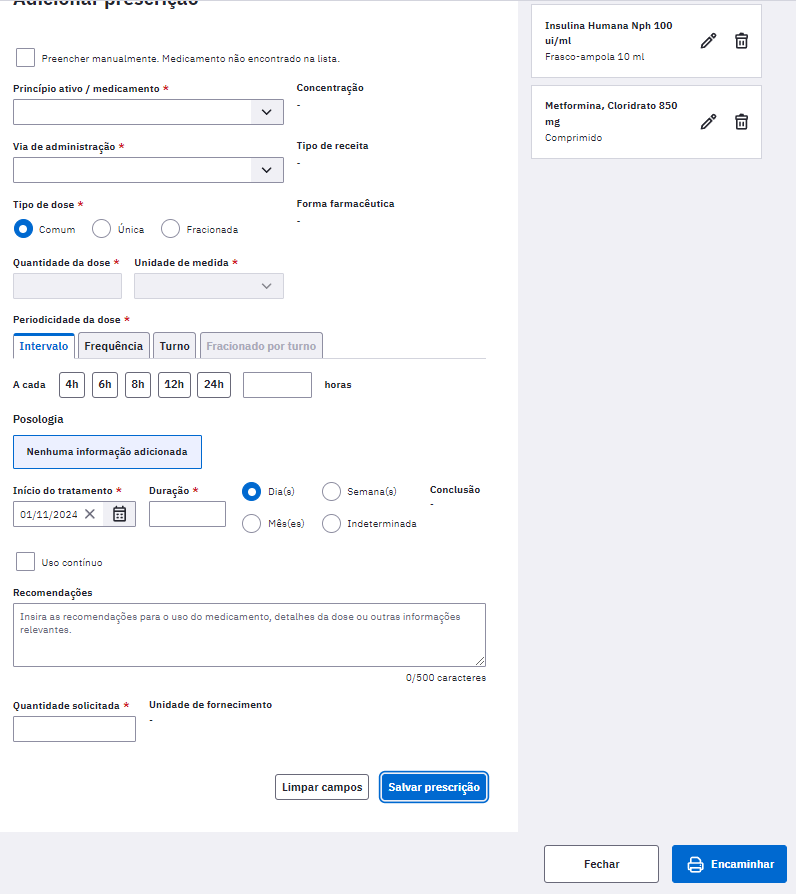 Adicionar prescrição
Preencher manualmente. Medicamento não encontrado na lista.
Princípio ativo / medicamento *
Concentração
-
Via de administração *
Tipo de receita
-
Tipo de dose *
Forma farmacêutica
-
Comum Única Fracionada
Quantidade da dose * Unidade de medida *
Periodicidade da dose *
Intervalo Frequência Turno Fracionado por turno
A cada 4h 6h 8h 12h 24h horas
Posologia
Nenhuma informação adicionada
Início do tratamento * Duração *
01/11/2024
Dia(s) Semana(s)
Mês(es) Indeterminada
Conclusão
-
Uso contínuo
Recomendações
Insira as recomendações para o uso do medicamento, detalhes da dose ou outras informações
relevantes.
0/500 caracteres
Quantidade solicitada * Unidade de fornecimento
-
Limpar campos Salvar prescrição
Insulina Humana Nph 100
ui/ml
Frasco-ampola 10 ml
Metformina, Cloridrato 850
mg
Comprimido
Fechar Encaminhar